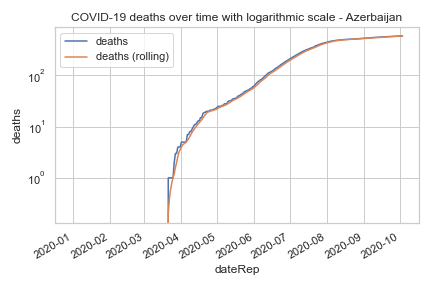 COVID-19 deaths over time with logarithmic scale - Azerbaijan
deaths
deaths (rolling)
10²
10¹
10⁰
deaths
2020-01
2020-02
2020-03
2020-04
2020-05
2020-06
2020-07
2020-08
2020-09
2020-10
dateRep